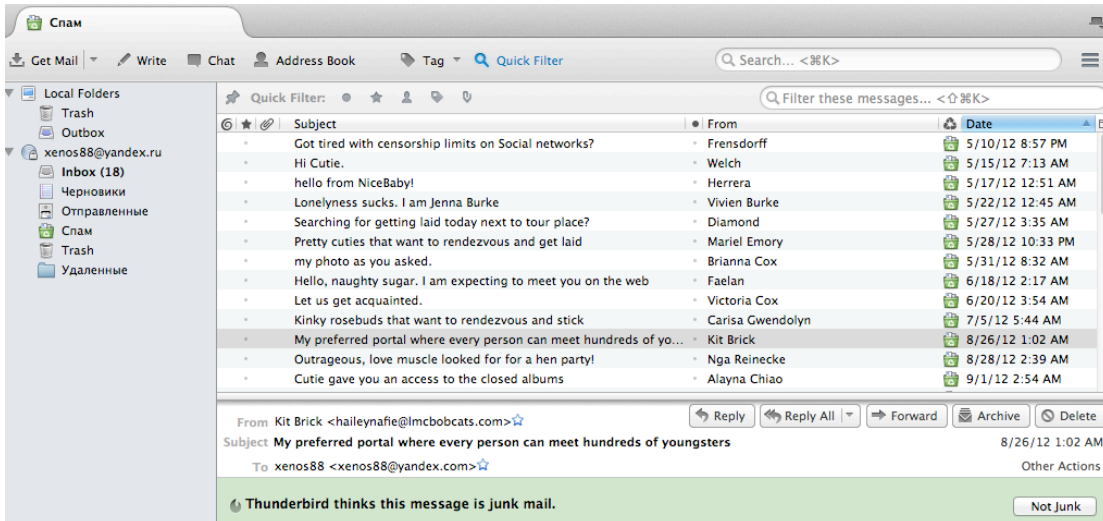 Спам
Get Mail Write Chat Address Book Tag Quick Filter Search... <⌘K>
Local Folders
Trash
Outbox
xenos88@yandex.ru
Inbox (18)
Черновики
Отправленные
Спам
Trash
Удаленные
Quick Filter: Filter these messages... <⇧⌘K>
Subject From Date
Got tired with censorship limits on Social networks? Frensdorff 5/10/12 8:57 PM
Hi Cutie. Welch 5/15/12 7:13 AM
hello from NiceBaby! Herrera 5/17/12 12:51 AM
Lonelyness sucks. I am Jenna Burke Vivien Burke 5/22/12 12:45 AM
Searching for getting laid today next to tour place? Diamond 5/27/12 3:35 AM
Pretty cuties that want to rendezvous and get laid Mariel Emory 5/28/12 10:33 PM
my photo as you asked. Brianna Cox 5/31/12 8:32 AM
Hello, naughty sugar. I am expecting to meet you on the web Faelan 6/18/12 2:17 AM
Let us get acquainted. Victoria Cox 6/20/12 3:54 AM
Kinky rosebuds that want to rendezvous and stick Carisa Gwendolyn 7/5/12 5:44 AM
My preferred portal where every person can meet hundreds of yo... Kit Brick 8/26/12 1:02 AM
Outrageous, love muscle looked for for a hen party! Nga Reinecke 8/28/12 2:39 AM
Cutie gave you an access to the closed albums Alayna Chiao 9/1/12 2:54 AM
From Kit Brick <haileynafie@lmcbobcats.com> Reply Reply All Forward Archive Delete
Subject My preferred portal where every person can meet hundreds of youngsters 8/26/12 1:02 AM
To xenos88 <xenos88@yandex.com> Other Actions
Thunderbird thinks this message is junk mail. Not Junk